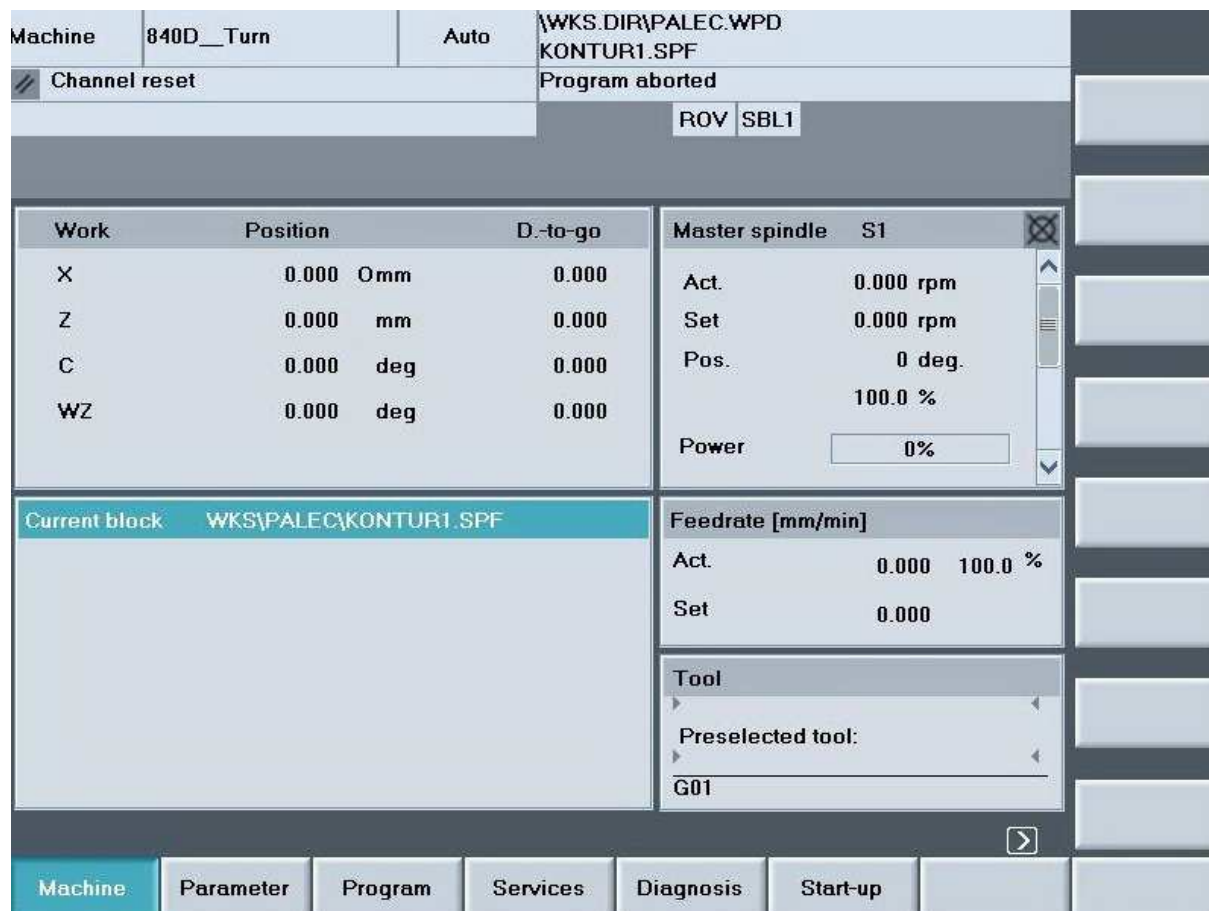 Machine 840D__Turn Auto \WKS.DIR\PALEC.WPD
KONTUR1.SPF
Channel reset Program aborted
ROV SBL1
Work Position D.-to-go
X 0.000 Omm 0.000
Z 0.000 mm 0.000
C 0.000 deg 0.000
WZ 0.000 deg 0.000
Master spindle S1
Act. 0.000 rpm
Set 0.000 rpm
Pos. 0 deg.
100.0 %
Power 0%
Current block WKS\PALEC\KONTUR1.SPF
Feedrate [mm/min]
Act. 0.000 100.0 %
Set 0.000
Tool
Preselected tool:
G01
Machine Parameter Program Services Diagnosis Start-up